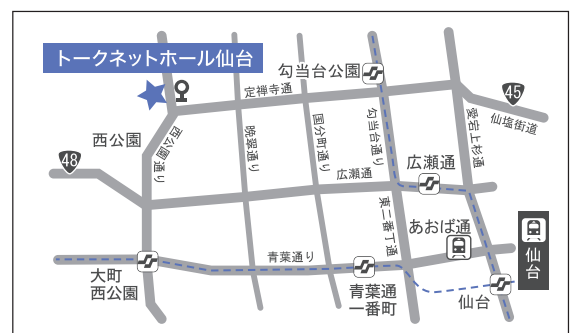 トークネットホール仙台
勾当台公園
45
定禅寺通
仙塩街道
西公園
西公園通り
晩翠通り
国分町通り
勾当台通り
愛宕上杉通
48
広瀬通
広瀬通
東二番丁通
あおば通
仙台
青葉通り
大町
西公園
青葉通
一番町
仙台